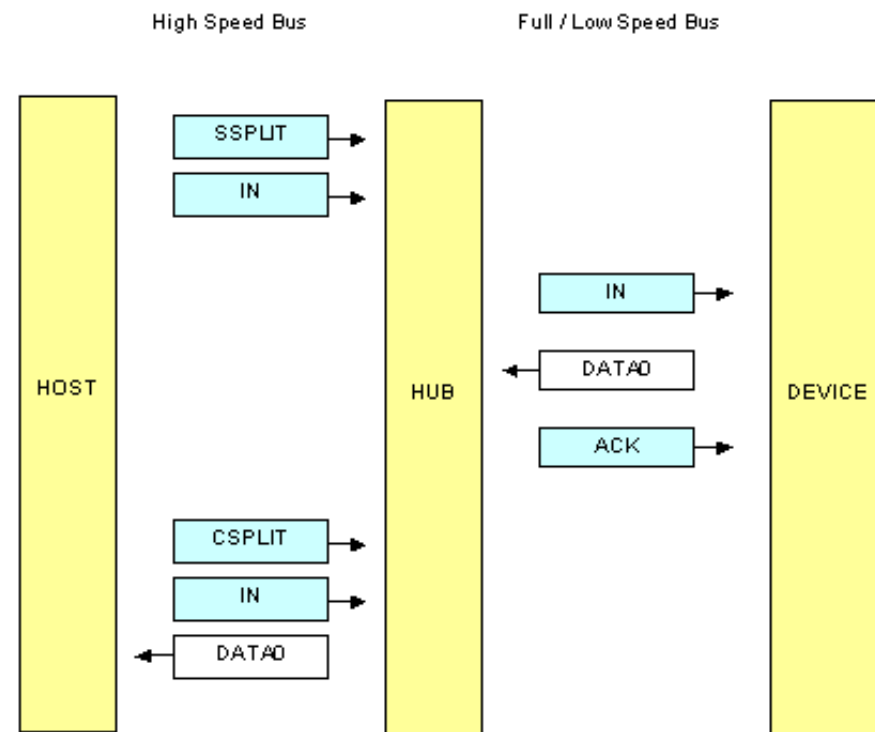 High Speed Bus
Full / Low Speed Bus
SSPLIT
IN
IN
DATA0
HOST
HUB
DEVICE
ACK
CSPLIT
IN
DATA0